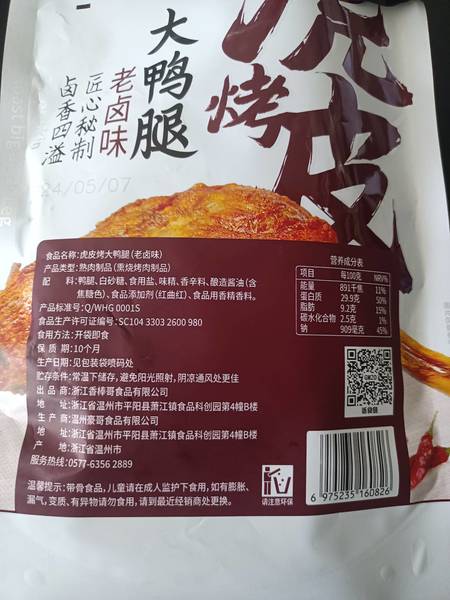 虎皮
烤
大鸭腿
老卤味
匠心秘制
卤香四溢
24/05/07
食品名称:虎皮烤大鸭腿(老卤味)
产品类型:熟肉制品(熏烧烤肉制品)
配 料:鸭腿、白砂糖、食用盐、味精、香辛料、酿造酱油(含
焦糖色)、食品添加剂(红曲红)、食品用香精香料。
产品标准号:Q/WHG 0001S
食品生产许可证编号:SC104 3303 2600 980
食用方法:开袋即食
保 质 期:10个月
生产日期:见包装袋喷码处
贮存条件:常温下储存,避免阳光照射,阴凉通风处更佳
出 品 商:浙江香棒哥食品有限公司
地 址:浙江省温州市平阳县萧江镇食品科创园第4幢B楼
生 产 商:温州豪哥食品有限公司
地 址:浙江省温州市平阳县萧江镇食品科创园第4幢B楼
产 地:浙江省温州市
服务热线:0577-6356 2889
温馨提示:带骨食品,儿童请在成人监护下食用,如有膨胀、
漏气,变质、有异物请勿食用,请到最近经销商处更换。
营养成分表
项目 每100克 NRV%
能量 891千焦 11%
蛋白质 29.9克 50%
脂肪 9.2克 15%
碳水化合物 2.5克 1%
钠 909毫克 45%
请注意环保
6 975235 160826